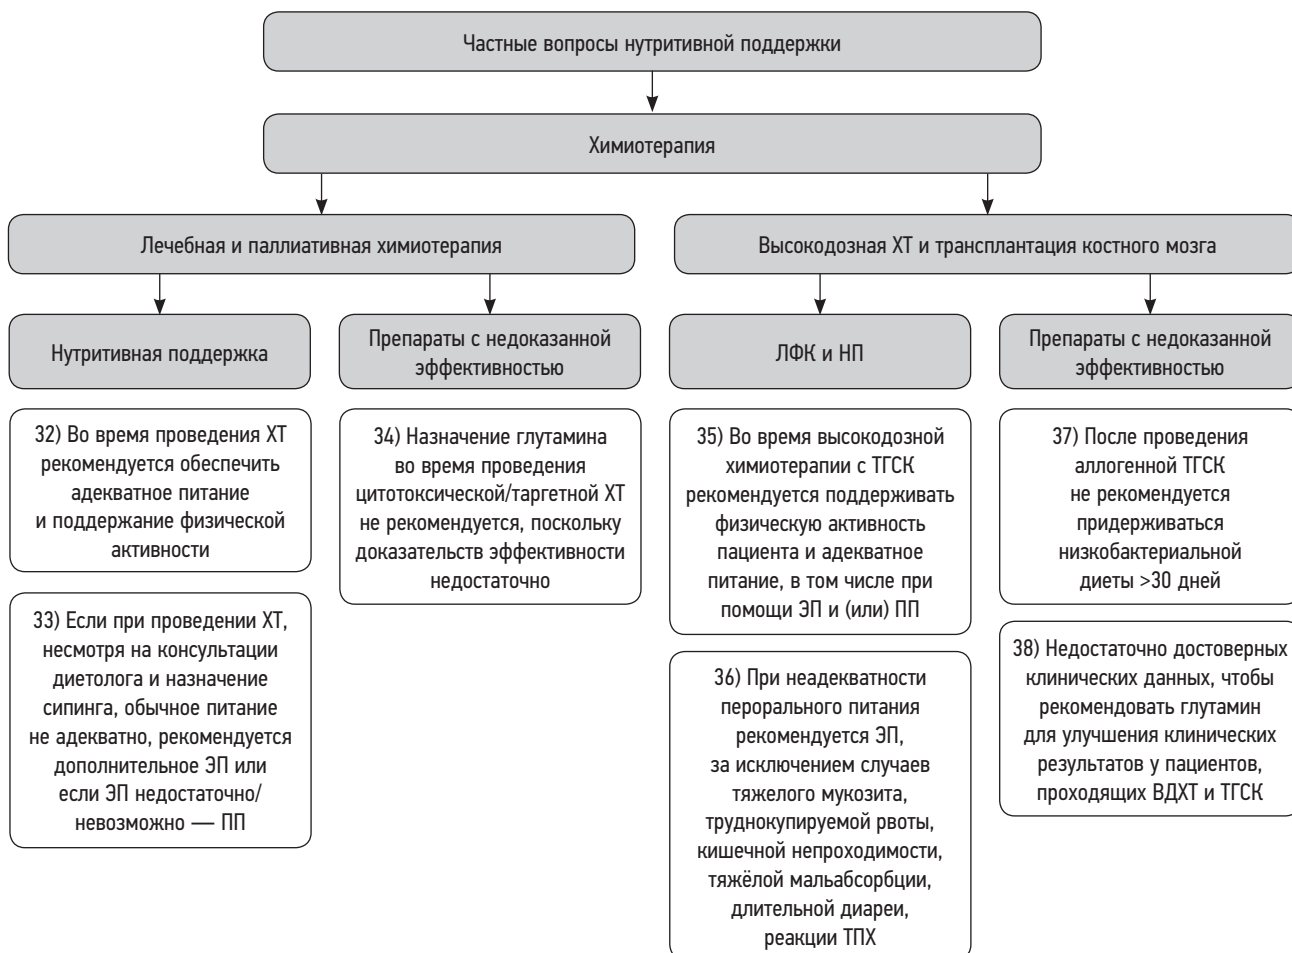 Частные вопросы нутритивной поддержки
Химиотерапия
Лечебная и паллиативная химиотерапия
Высокодозная ХТ и трансплантация костного мозга
Нутритивная поддержка
Препараты с недоказанной
эффективностью
ЛФК и НП
Препараты с недоказанной
эффективностью
32) Во время проведения ХТ
рекомендуется обеспечить
адекватное питание
и поддержание физической
активности
33) Если при проведении ХТ,
несмотря на консультации
диетолога и назначение
сипинга, обычное питание
не адекватно, рекомендуется
дополнительное ЭП или
если ЭП недостаточно/
невозможно — ПП
34) Назначение глутамина
во время проведения
цитотоксической/таргетной ХТ
не рекомендуется, поскольку
доказательств эффективности
недостаточно
35) Во время высокодозной
химиотерапии с ТГСК
рекомендуется поддерживать
физическую активность
пациента и адекватное
питание, в том числе при
помощи ЭП и (или) ПП
36) При неадекватности
перорального питания
рекомендуется ЭП,
за исключением случаев
тяжелого мукозита,
труднокупируемой рвоты,
кишечной непроходимости,
тяжёлой мальабсорбции,
длительной диареи,
реакции ТПХ
37) После проведения
аллогенной ТГСК
не рекомендуется
придерживаться
низкобактериальной
диеты >30 дней
38) Недостаточно достоверных
клинических данных, чтобы
рекомендовать глутамин
для улучшения клинических
результатов у пациентов,
проходящих ВДХТ и ТГСК